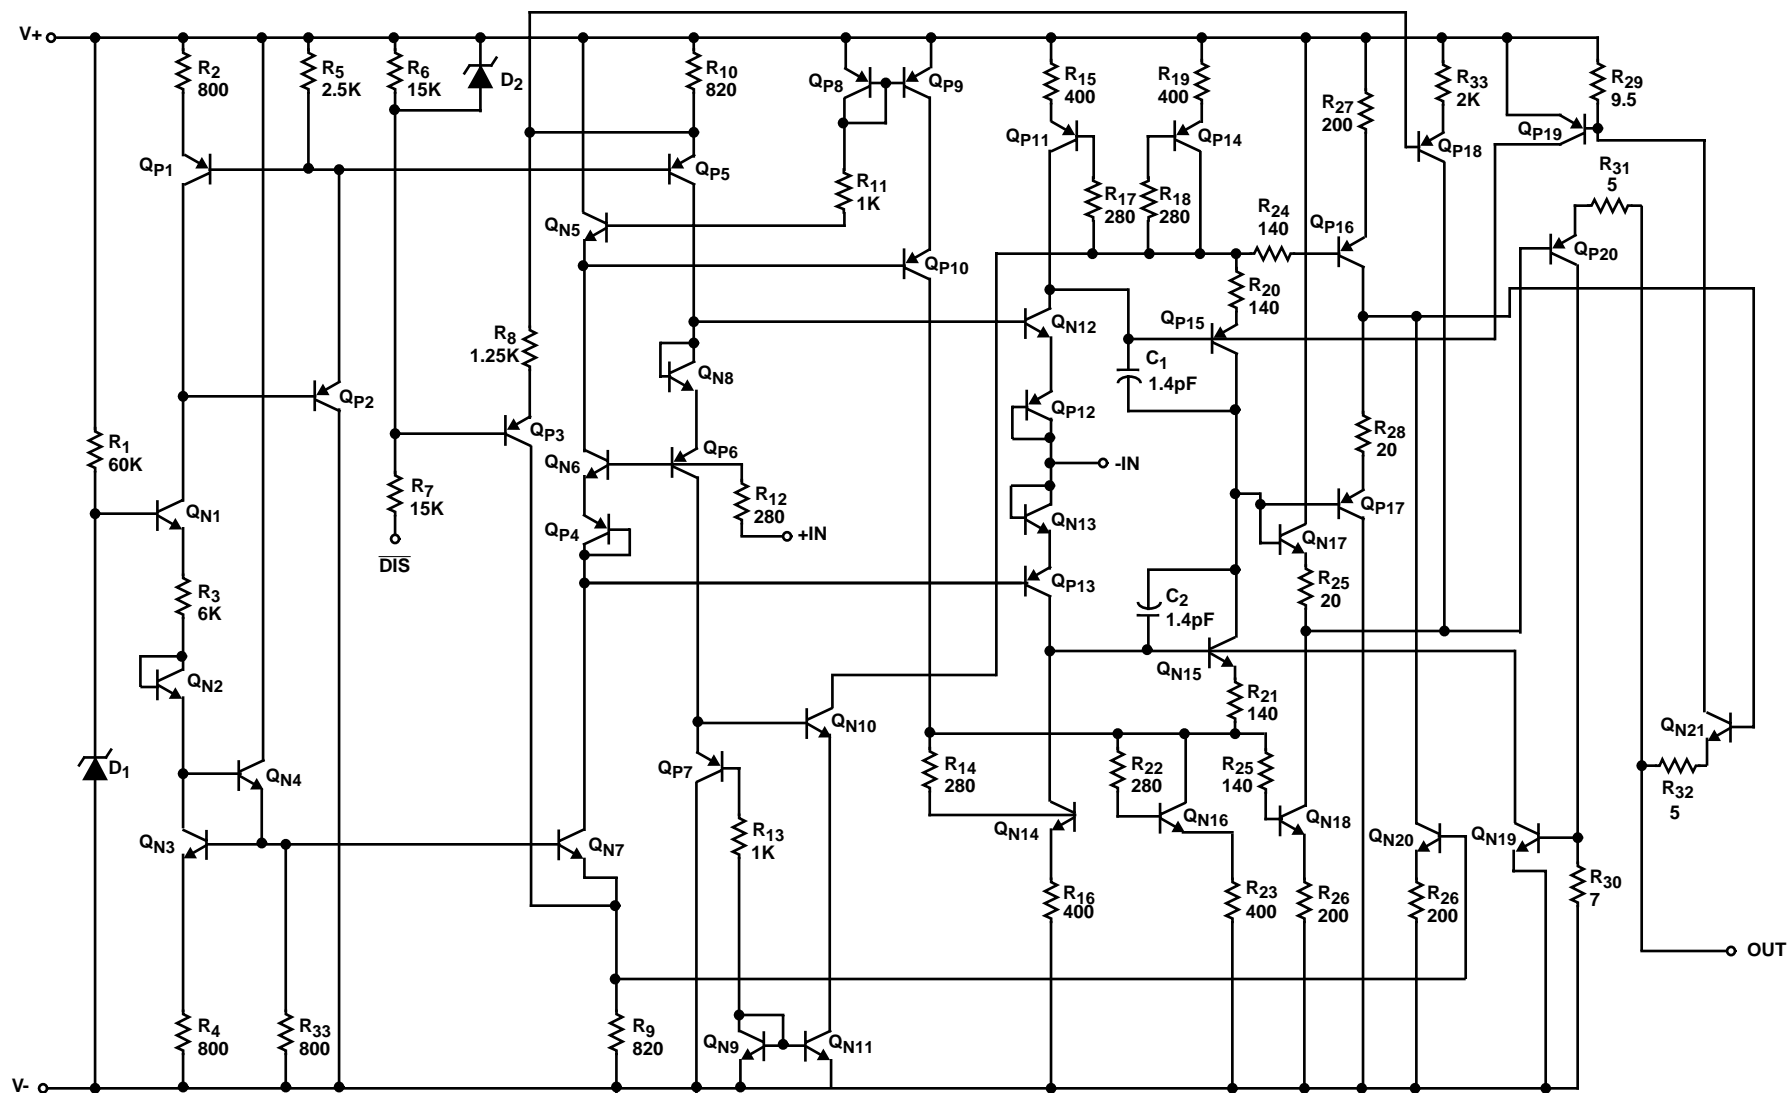 V+
R2
800
R5
2.5K
R6
15K
D2
R10
820
QP8
QP9
R15
400
R19
400
R27
200
R33
2K
R29
9.5
QP1
QP5
R11
1K
QP11
QP14
QP18
QP19
R17
280
R18
280
R31
5
QN5
QP10
R24
140
QP16
QP20
R20
140
QP15
R8
1.25K
QN8
QN12
C1
1.4pF
QP2
QP12
R1
60K
QP3
QN6
QP6
-IN
R28
20
R7
15K
R12
280
QP17
QN1
QP4
+IN
QN13
QN17
DIS
R3
6K
QP13
C2
1.4pF
R25
20
QN2
QN15
R21
140
D1
QN4
QP7
QN10
R14
280
R22
280
R25
140
QN21
R32
5
QN3
QN7
R13
1K
QN14
QN16
QN18
QN20
QN19
R16
400
R23
400
R26
200
R26
200
R30
7
OUT
R4
800
R33
800
R9
820
QN9
QN11
V-